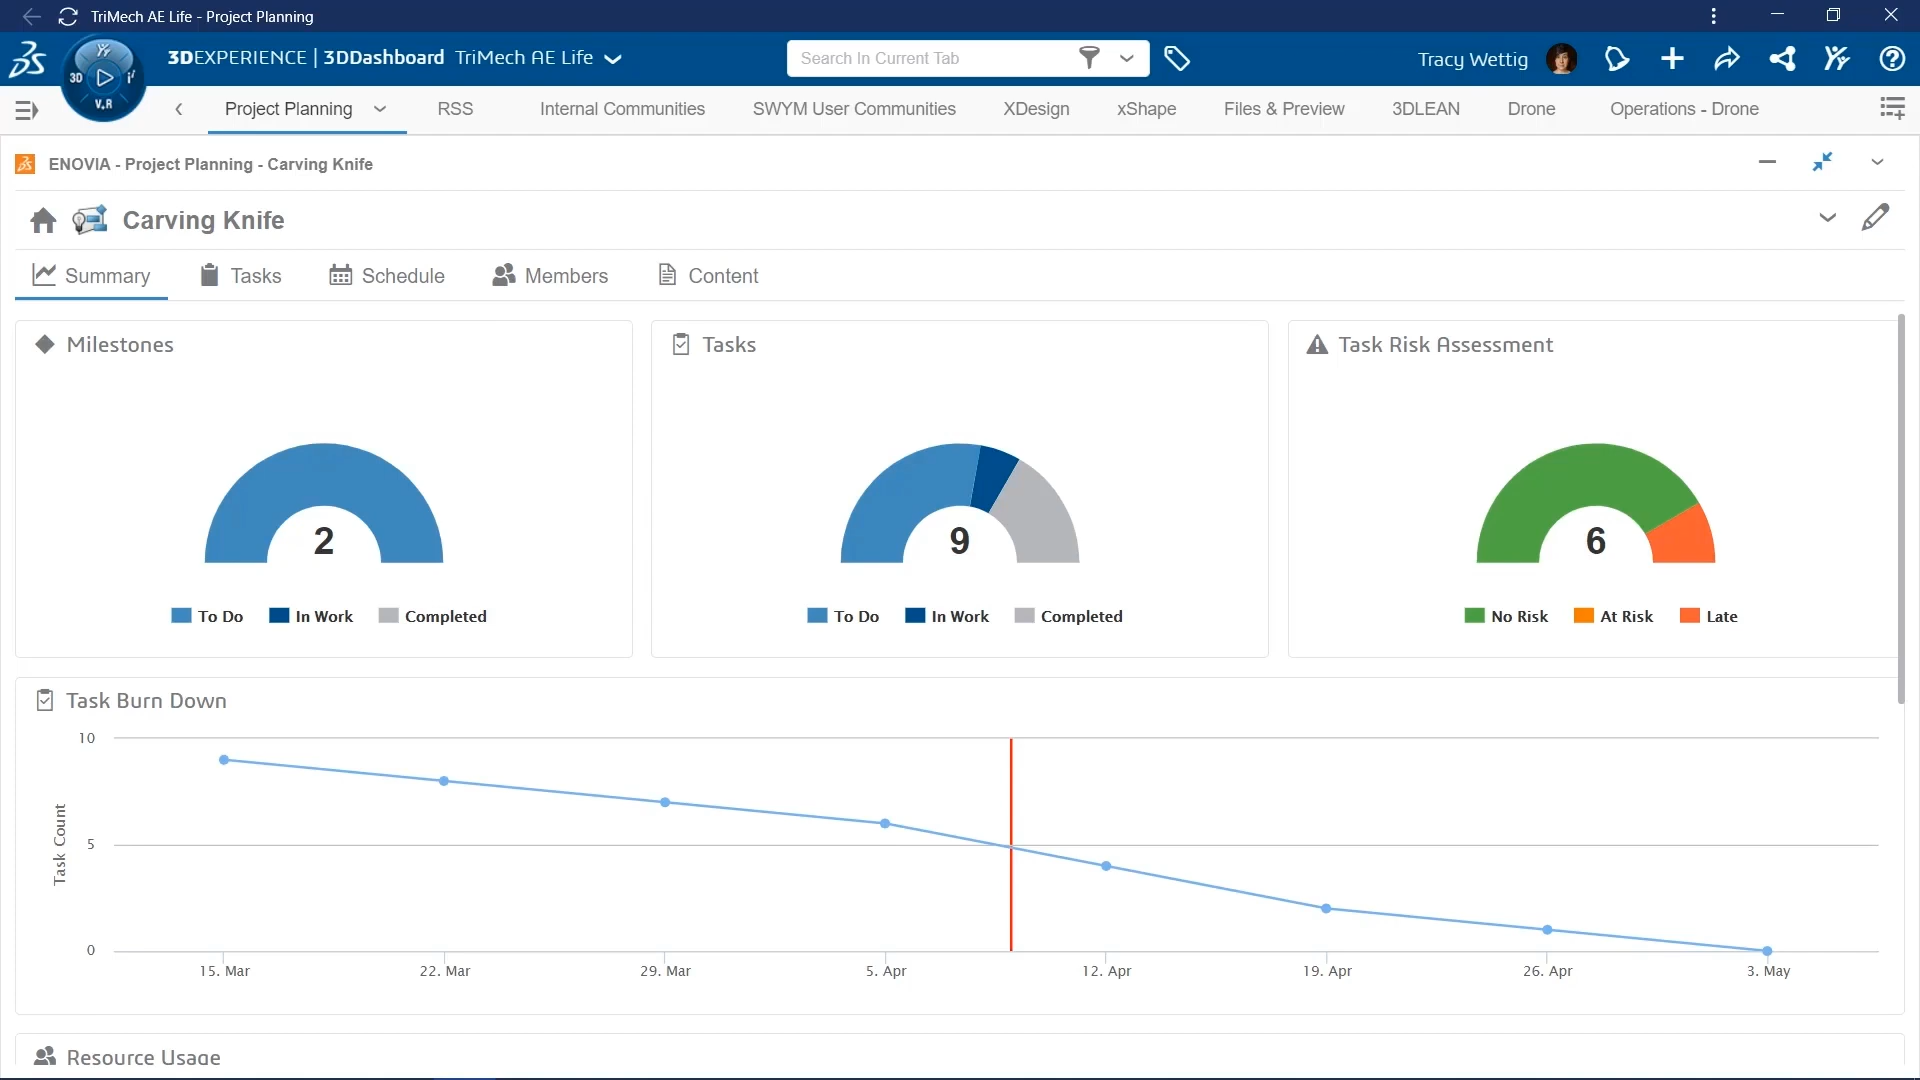 TriMech AE Life - Project Planning
3DEXPERIENCE | 3DDashboard TriMech AE Life
Search In Current Tab
Tracy Wettig
3D
V.R
Project Planning
RSS
Internal Communities
SWYM User Communities
XDesign
xShape
Files & Preview
3DLEAN
Drone
Operations - Drone
ENOVIA - Project Planning - Carving Knife
Carving Knife
Summary
Tasks
Schedule
Members
Content
Milestones
2
To Do
In Work
Completed
Tasks
9
To Do
In Work
Completed
Task Risk Assessment
6
No Risk
At Risk
Late
Task Burn Down
10
5
0
Task Count
15. Mar
22. Mar
29. Mar
5. Apr
12. Apr
19. Apr
26. Apr
3. May
Resource Usage